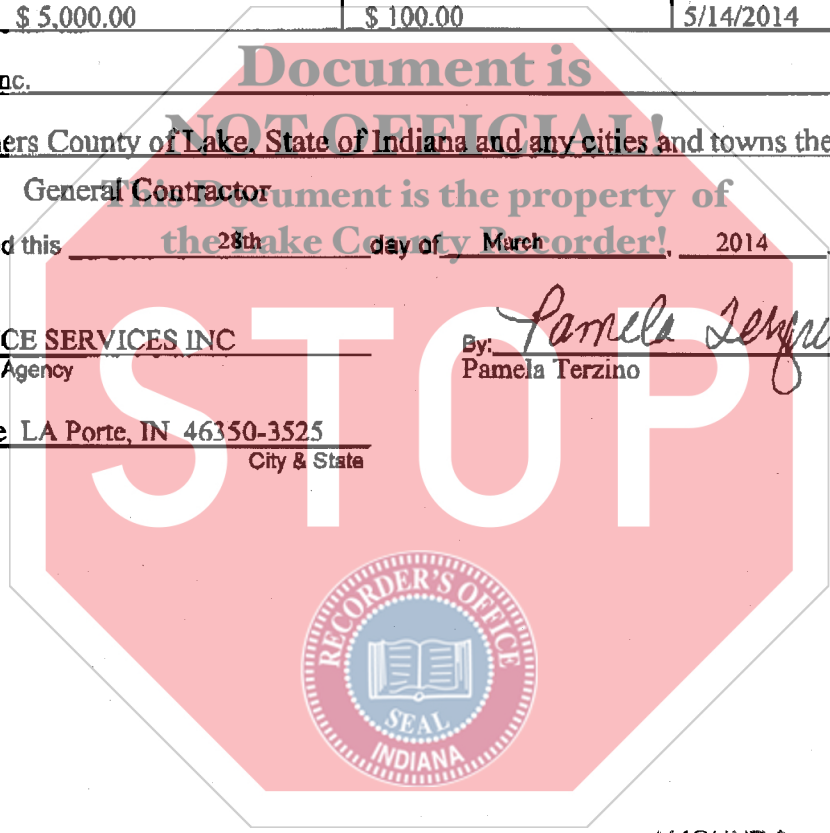 $ 5,000.00 $ 100.00 5/14/2014
Document is
nc.
NOT OFFICIAL!
ers County of Lake, State of Indiana and any cities and towns the
General Contractor
This Document is the property of
d this 28th day of March, 2014
the Lake County Recorder!
CE SERVICES INC By: Pamela Terzino
Agency Pamela Terzino
e LA Porte, IN 46350-3525
City & State
STOP
RECORDER'S OFFICE
SEAL
INDIANA